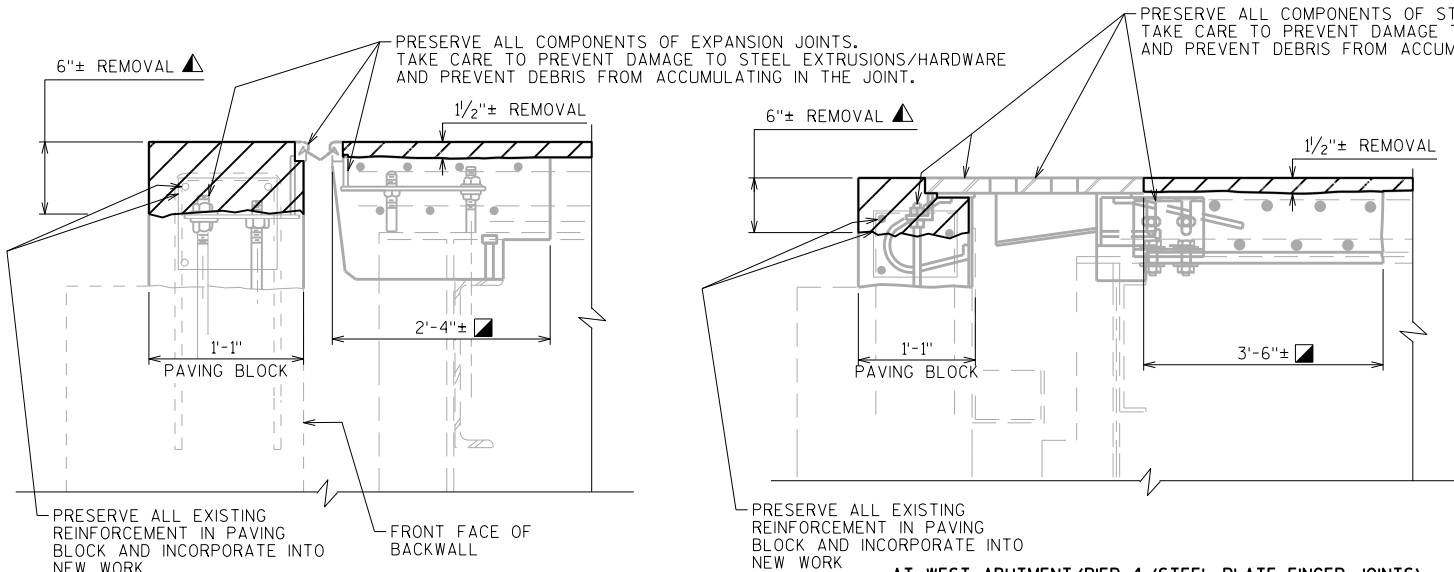 PRESERVE ALL COMPONENTS OF EXPANSION JOINTS.
TAKE CARE TO PREVENT DAMAGE TO STEEL EXTRUSIONS/HARDWARE
AND PREVENT DEBRIS FROM ACCUMULATING IN THE JOINT.
6"± REMOVAL
1½"± REMOVAL
2'-4"±
1'-1"
PAVING BLOCK
PRESERVE ALL EXISTING
REINFORCEMENT IN PAVING
BLOCK AND INCORPORATE INTO
NEW WORK
FRONT FACE OF
BACKWALL
PRESERVE ALL COMPONENTS OF
TAKE CARE TO PREVENT DAMAGE
AND PREVENT DEBRIS FROM
6"± REMOVAL
1½"± REMOVAL
1'-1"
PAVING BLOCK
3'-6"±
PRESERVE ALL EXISTING
REINFORCEMENT IN PAVING
BLOCK AND INCORPORATE INTO
NEW WORK
AT WEST ABUTMENT/PIER 4 (STEEL PLATE FINGER JOINTS)